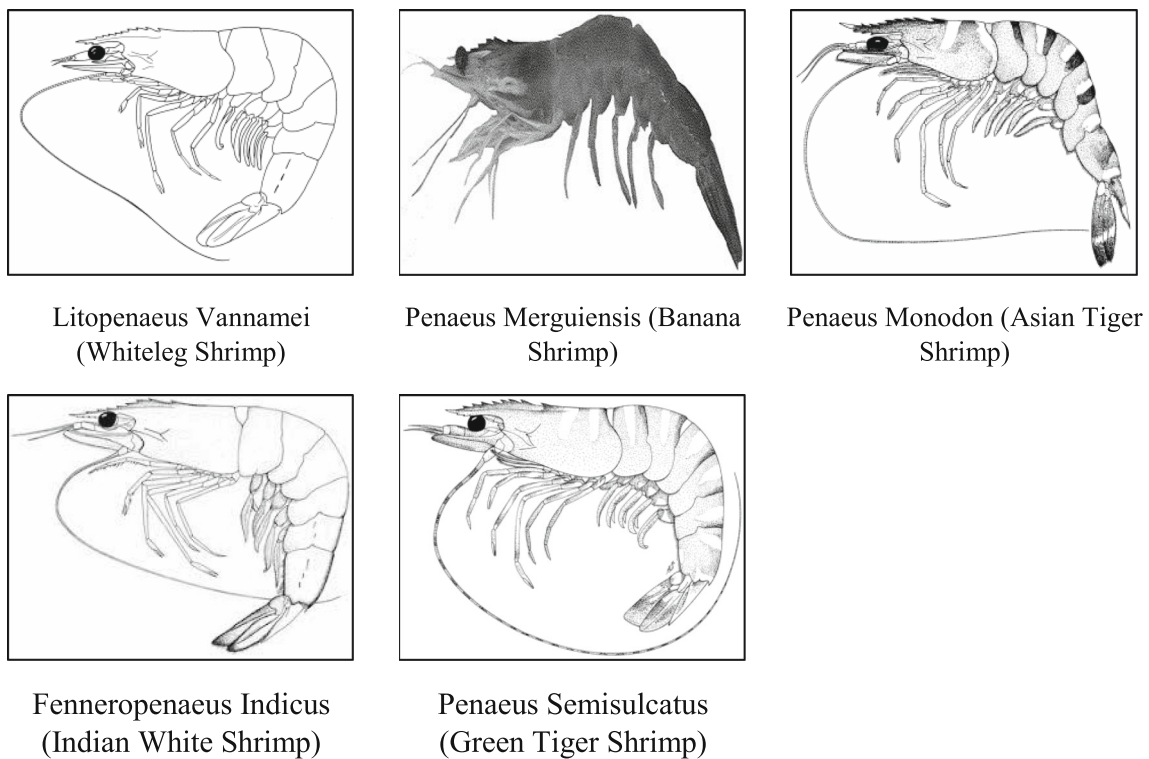 Litopenaeus Vannamei
(Whiteleg Shrimp)
Penaeus Merguiensis (Banana
Shrimp)
Penaeus Monodon (Asian Tiger
Shrimp)
Fenneropenaeus Indicus
(Indian White Shrimp)
Penaeus Semisulcatus
(Green Tiger Shrimp)